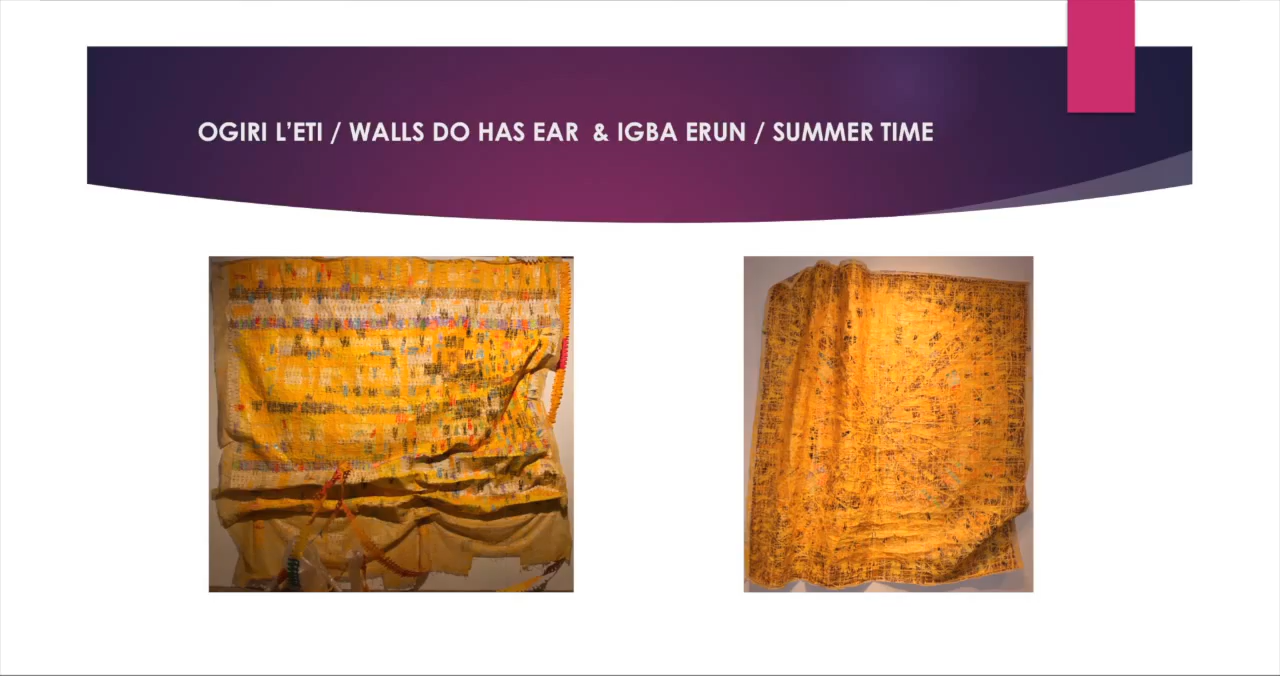 OGIRI L’ETI / WALLS DO HAS EAR & IGBA ERUN / SUMMER TIME